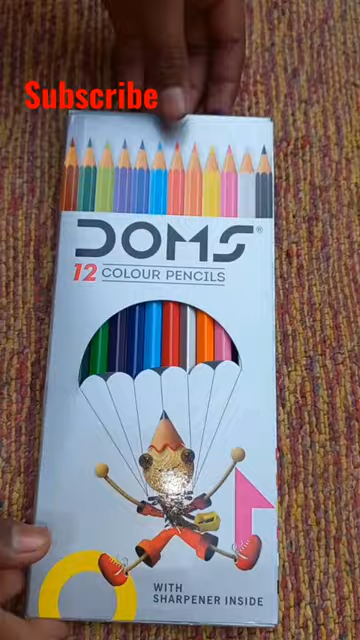 Subscribe
DOMS®
12 COLOUR PENCILS
WITH
SHARPENER INSIDE